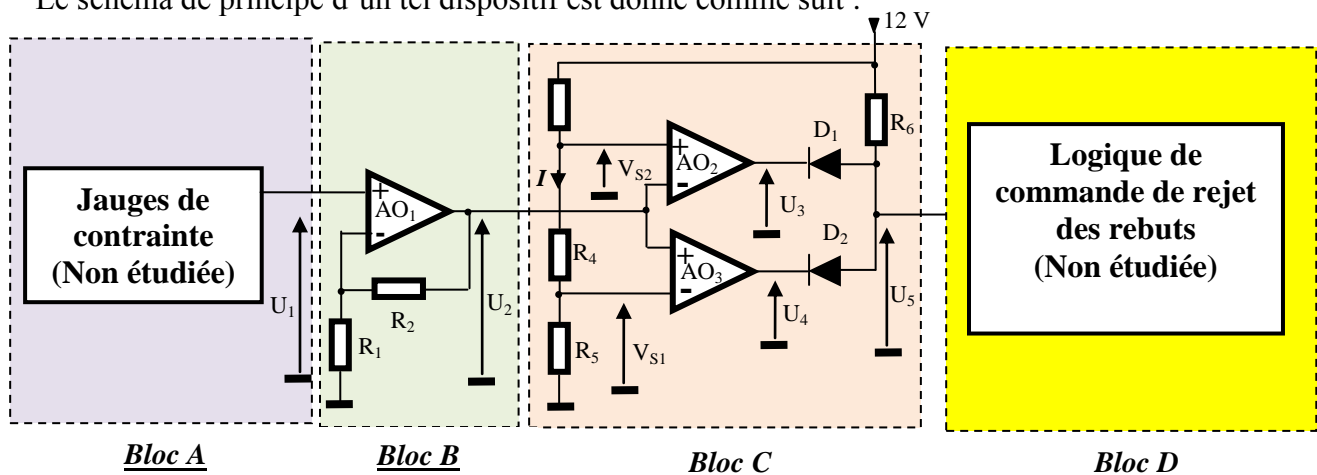 Le schéma de principe d'un tel dispositif est donné comme suit :
12 V
Jauges de
contrainte
(Non étudiée)
U1
+
-
AO1
R2
R1
U2
I
R4
R5
VS2
VS1
+
-
AO2
+
-
AO3
U3
U4
D1
D2
R6
U5
Logique de
commande de rejet
des rebuts
(Non étudiée)
Bloc A
Bloc B
Bloc C
Bloc D